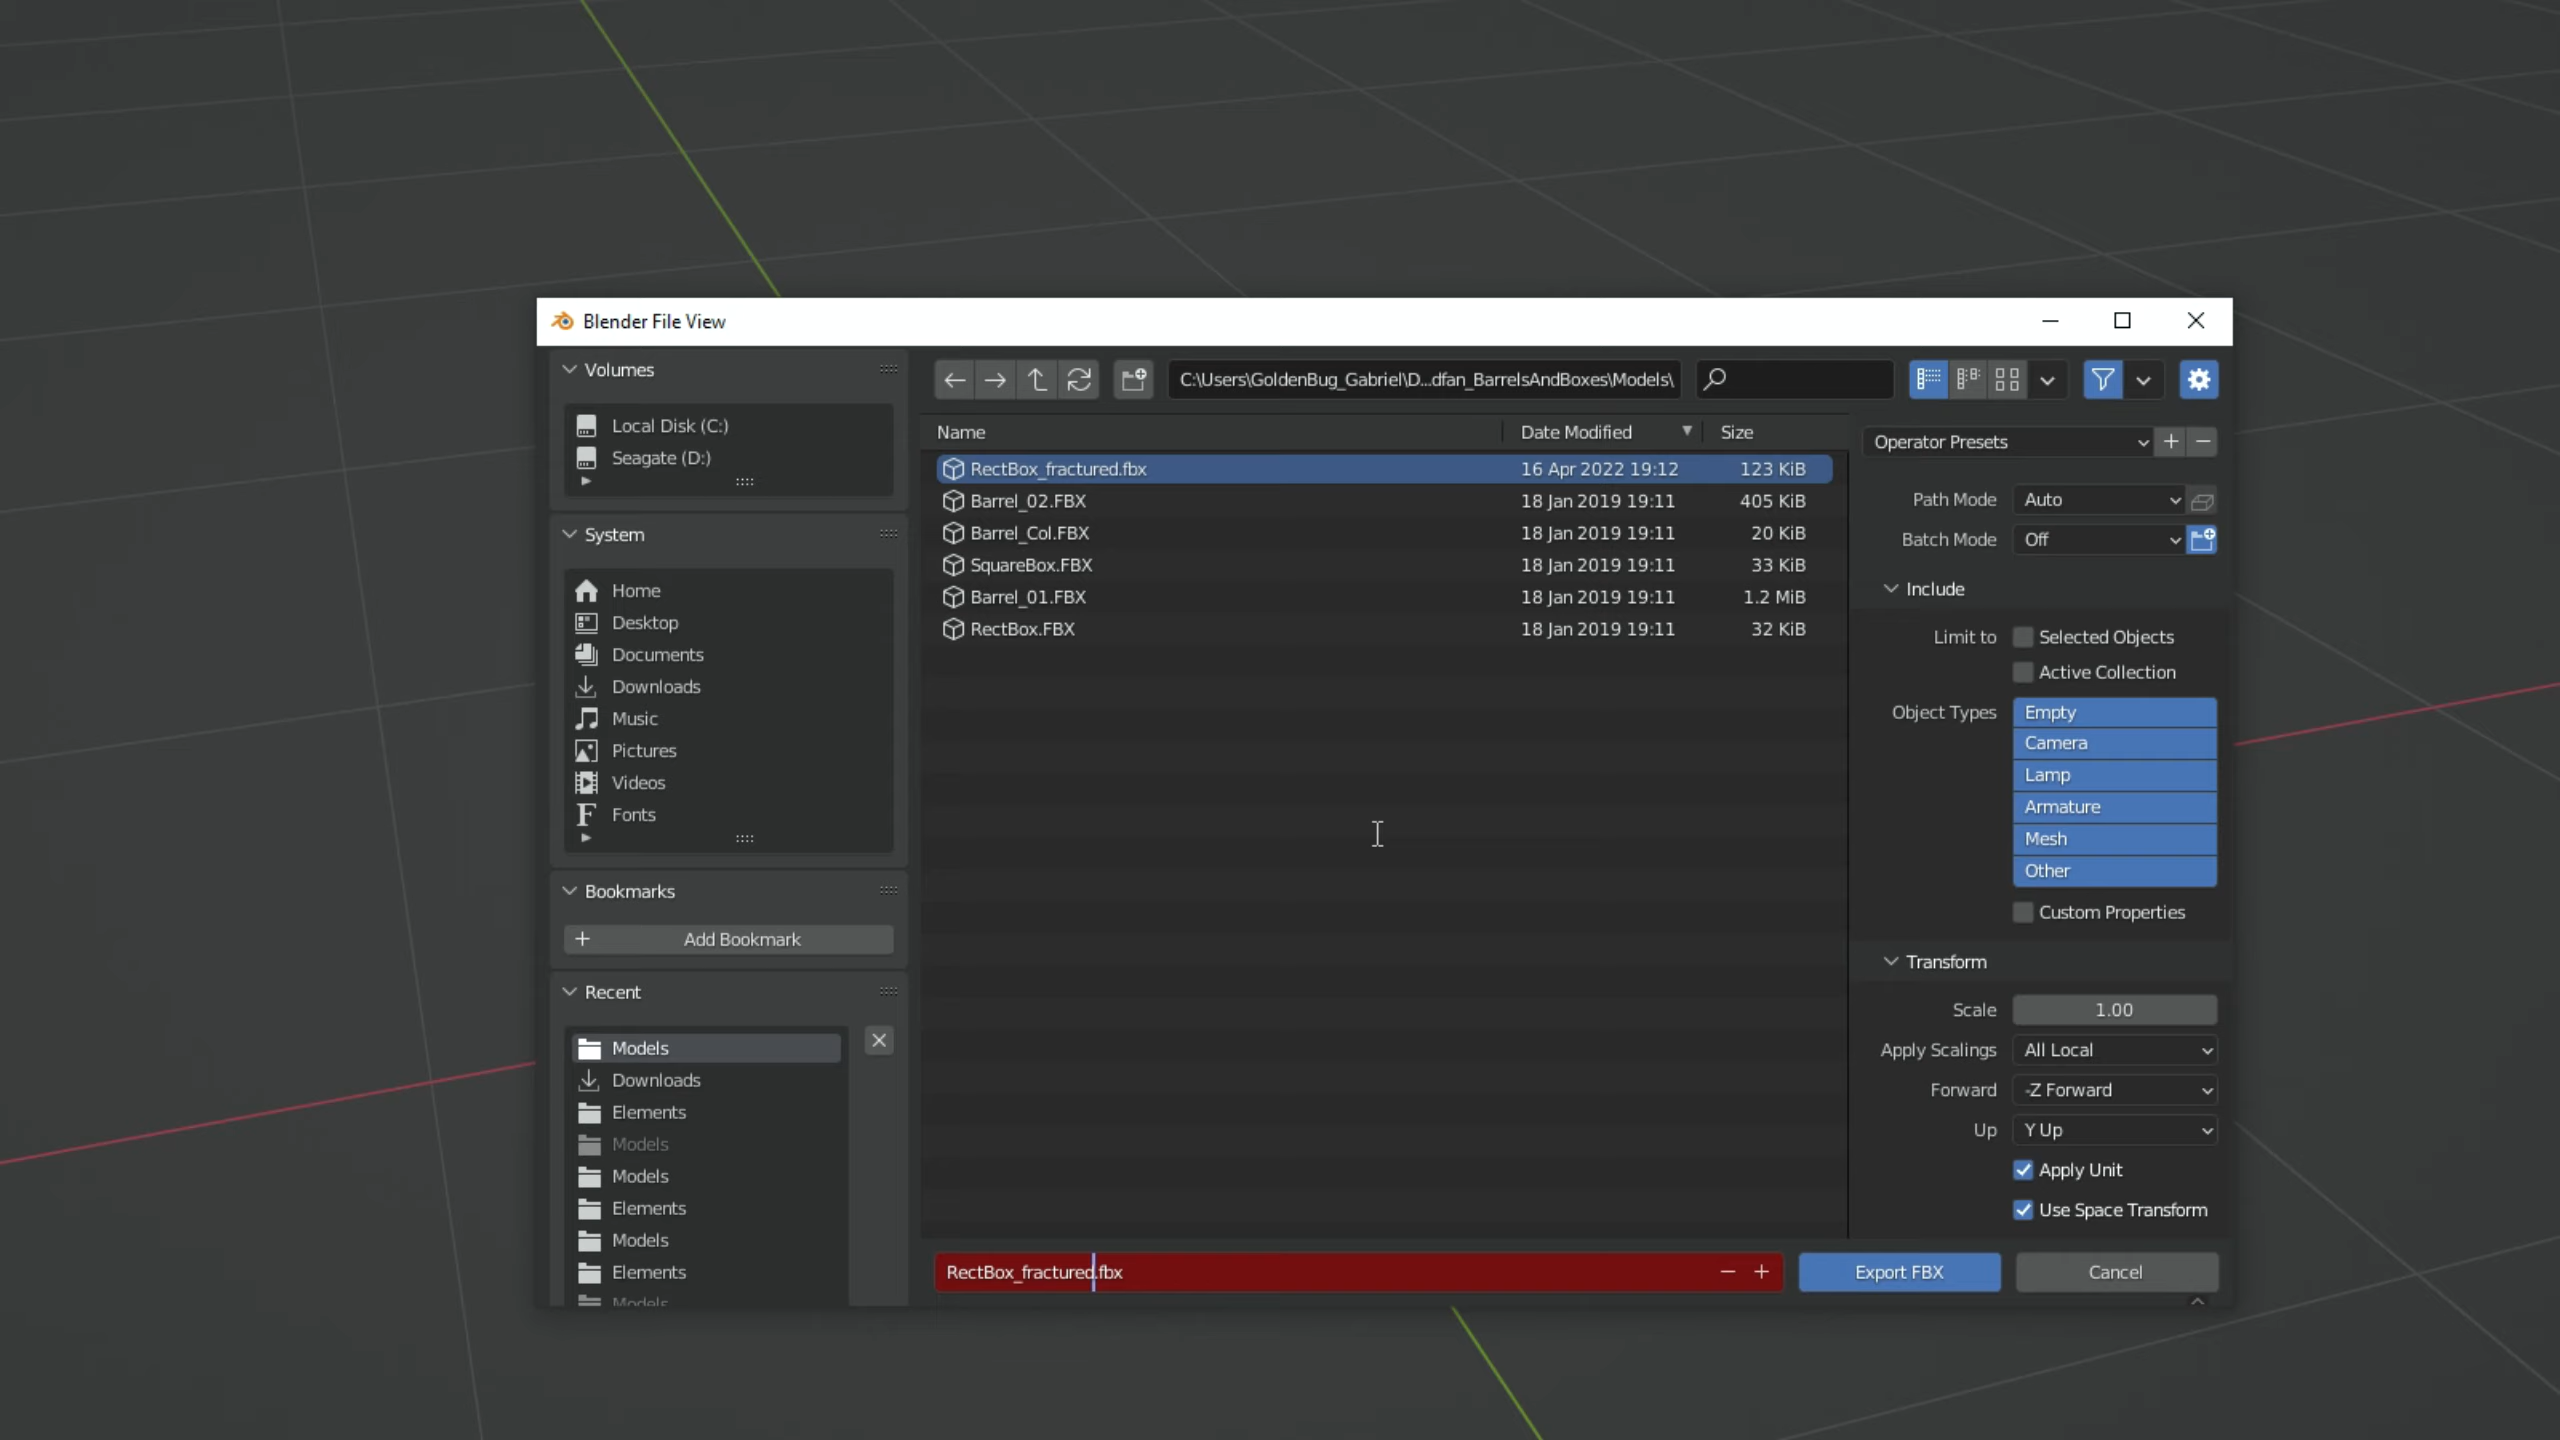 Blender File View
Volumes
Local Disk (C:)
Seagate (D:)
System
Home
Desktop
Documents
Downloads
Music
Pictures
Videos
Fonts
Bookmarks
Add Bookmark
Recent
Models
Downloads
Elements
Models
Models
Elements
Models
Elements
Models
C:\Users\GoldenBug_Gabriel\D...dfan_BarrelsAndBoxes\Models\
Name Date Modified Size
RectBox_fractured.fbx 16 Apr 2022 19:12 123 KiB
Barrel_02.FBX 18 Jan 2019 19:11 405 KiB
Barrel_Col.FBX 18 Jan 2019 19:11 20 KiB
SquareBox.FBX 18 Jan 2019 19:11 33 KiB
Barrel_01.FBX 18 Jan 2019 19:11 1.2 MiB
RectBox.FBX 18 Jan 2019 19:11 32 KiB
Operator Presets
Path Mode Auto
Batch Mode Off
Include
Limit to Selected Objects
Active Collection
Object Types Empty
Camera
Lamp
Armature
Mesh
Other
Custom Properties
Transform
Scale 1.00
Apply Scalings All Local
Forward -Z Forward
Up Y Up
Apply Unit
Use Space Transform
RectBox_fractured.fbx
Export FBX
Cancel